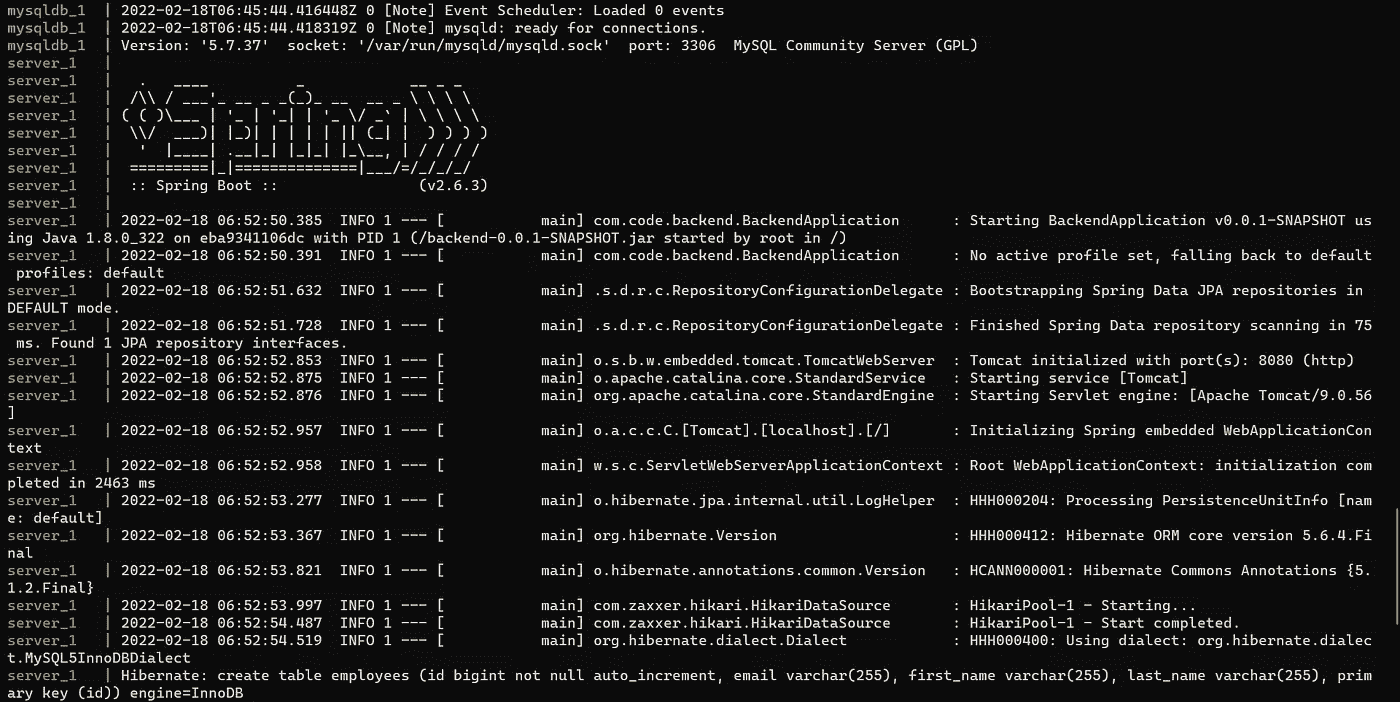 mysqldb_1  | 2022-02-18T06:45:44.416448Z 0 [Note] Event Scheduler: Loaded 0 events
mysqldb_1  | 2022-02-18T06:45:44.418319Z 0 [Note] mysqld: ready for connections.
mysqldb_1  | Version: '5.7.37'  socket: '/var/run/mysqld/mysqld.sock'  port: 3306  MySQL Community Server (GPL)
server_1   |
server_1   |   .   ____          _            __ _ _
server_1   |  /\\ / ___'_ __ _ _(_)_ __  __ _ \ \ \ \
server_1   | ( ( )\___ | '_ | '_| | '_ \/ _` | \ \ \ \
server_1   |  \\/  ___)| |_)| | | | | || (_| |  ) ) ) )
server_1   |   '  |____| .__|_| |_|_| |_\__, | / / / /
server_1   |  =========|_|==============|___/=/_/_/_/
server_1   |  :: Spring Boot ::                (v2.6.3)
server_1   |
server_1   | 2022-02-18 06:52:50.385  INFO 1 --- [           main] com.code.backend.BackendApplication      : Starting BackendApplication v0.0.1-SNAPSHOT us
ing Java 1.8.0_322 on eba9341106dc with PID 1 (/backend-0.0.1-SNAPSHOT.jar started by root in /)
server_1   | 2022-02-18 06:52:50.391  INFO 1 --- [           main] com.code.backend.BackendApplication      : No active profile set, falling back to default
 profiles: default
server_1   | 2022-02-18 06:52:51.632  INFO 1 --- [           main] .s.d.r.c.RepositoryConfigurationDelegate : Bootstrapping Spring Data JPA repositories in
DEFAULT mode.
server_1   | 2022-02-18 06:52:51.728  INFO 1 --- [           main] .s.d.r.c.RepositoryConfigurationDelegate : Finished Spring Data repository scanning in 75
 ms. Found 1 JPA repository interfaces.
server_1   | 2022-02-18 06:52:52.853  INFO 1 --- [           main] o.s.b.w.embedded.tomcat.TomcatWebServer  : Tomcat initialized with port(s): 8080 (http)
server_1   | 2022-02-18 06:52:52.875  INFO 1 --- [           main] o.apache.catalina.core.StandardService   : Starting service [Tomcat]
server_1   | 2022-02-18 06:52:52.876  INFO 1 --- [           main] org.apache.catalina.core.StandardEngine  : Starting Servlet engine: [Apache Tomcat/9.0.56
]
server_1   | 2022-02-18 06:52:52.957  INFO 1 --- [           main] o.a.c.c.C.[Tomcat].[localhost].[/]       : Initializing Spring embedded WebApplicationCon
text
server_1   | 2022-02-18 06:52:52.958  INFO 1 --- [           main] w.s.c.ServletWebServerApplicationContext : Root WebApplicationContext: initialization com
pleted in 2463 ms
server_1   | 2022-02-18 06:52:53.277  INFO 1 --- [           main] o.hibernate.jpa.internal.util.LogHelper  : HHH000204: Processing PersistenceUnitInfo [nam
e: default]
server_1   | 2022-02-18 06:52:53.367  INFO 1 --- [           main] org.hibernate.Version                    : HHH000412: Hibernate ORM core version 5.6.4.Fi
nal
server_1   | 2022-02-18 06:52:53.821  INFO 1 --- [           main] o.hibernate.annotations.common.Version   : HCANN000001: Hibernate Commons Annotations {5.
1.2.Final}
server_1   | 2022-02-18 06:52:53.997  INFO 1 --- [           main] com.zaxxer.hikari.HikariDataSource       : HikariPool-1 - Starting...
server_1   | 2022-02-18 06:52:54.487  INFO 1 --- [           main] com.zaxxer.hikari.HikariDataSource       : HikariPool-1 - Start completed.
server_1   | 2022-02-18 06:52:54.519  INFO 1 --- [           main] org.hibernate.dialect.Dialect            : HHH000400: Using dialect: org.hibernate.dialec
t.MySQL5InnoDBDialect
server_1   | Hibernate: create table employees (id bigint not null auto_increment, email varchar(255), first_name varchar(255), last_name varchar(255), prim
ary key (id)) engine=InnoDB